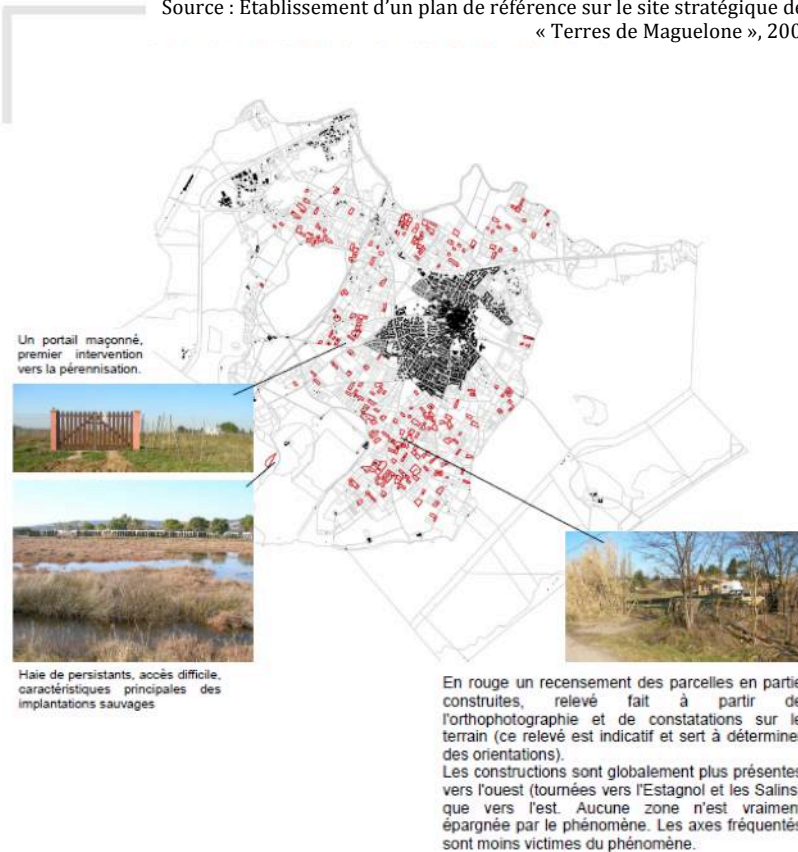 Source : Etablissement d’un plan de référence sur le site stratégique de
« Terres de Maguelone », 200
Un portail maçonné,
premier intervention
vers la pérennisation.
Haie de persistants, accès difficile,
caractéristiques principales des
implantations sauvages
En rouge un recensement des parcelles en partie
construites, relevé fait à partir de
l'orthophotographie et de constatations sur le
terrain (ce relevé est indicatif et sert à détermine
des orientations).
Les constructions sont globalement plus présentes
vers l'ouest (tournées vers l'Estagnol et les Salins
que vers l'est. Aucune zone n'est vraimen
épargnée par le phénomène. Les axes fréquentés
sont moins victimes du phénomène.